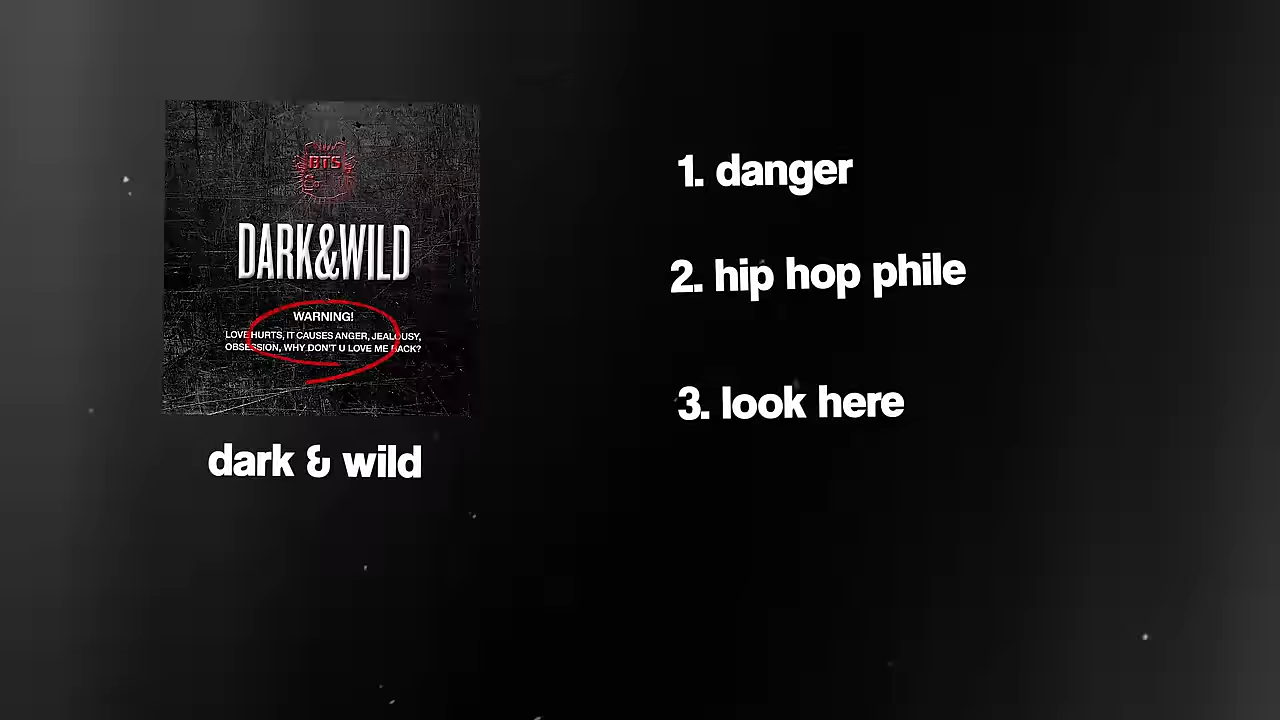 BTS
DARK&WILD
WARNING!
LOVE HURTS, IT CAUSES ANGER, JEALOUSY,
OBSESSION, WHY DON'T U LOVE ME BACK?
dark & wild
1. danger
2. hip hop phile
3. look here